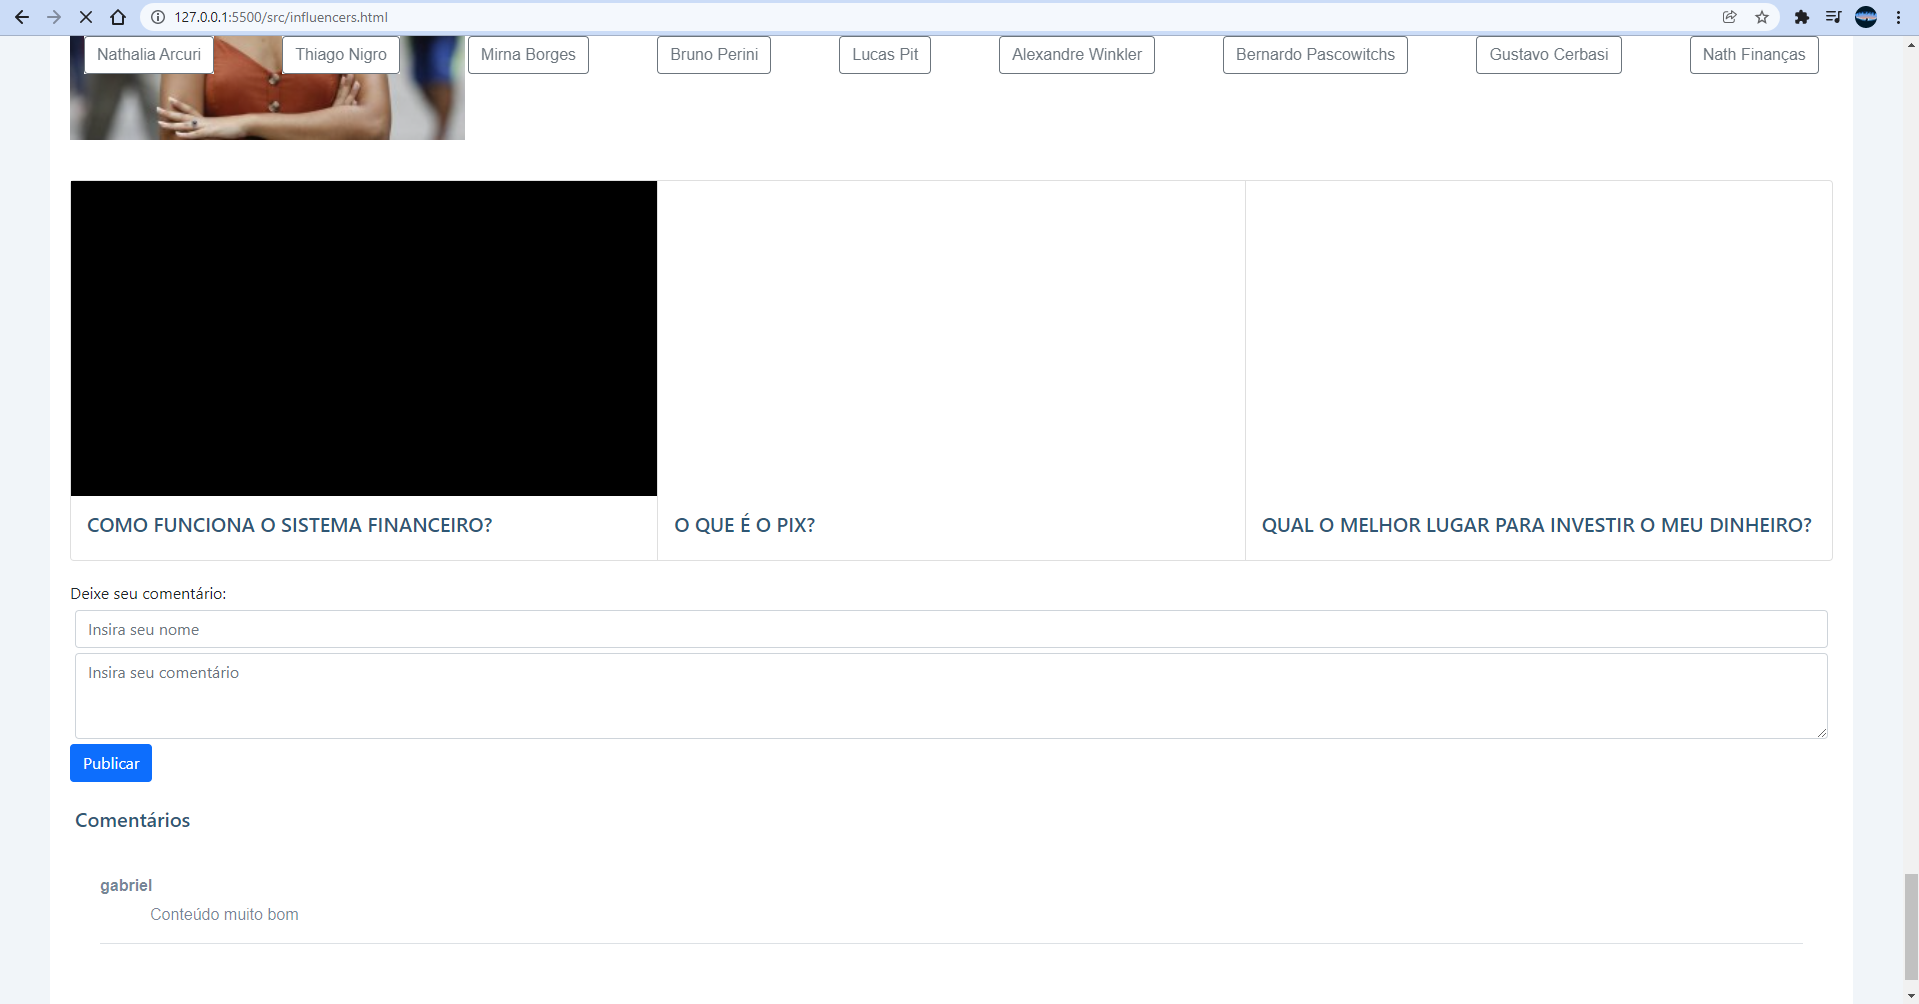 127.0.0.1:5500/src/influencers.html
Nathalia Arcuri Thiago Nigro Mirna Borges Bruno Perini Lucas Pit Alexandre Winkler Bernardo Pascowitchs Gustavo Cerbasi Nath Finanças
COMO FUNCIONA O SISTEMA FINANCEIRO? O QUE É O PIX? QUAL O MELHOR LUGAR PARA INVESTIR O MEU DINHEIRO?
Deixe seu comentário:
Insira seu nome
Insira seu comentário
Publicar
Comentários
gabriel
Conteúdo muito bom